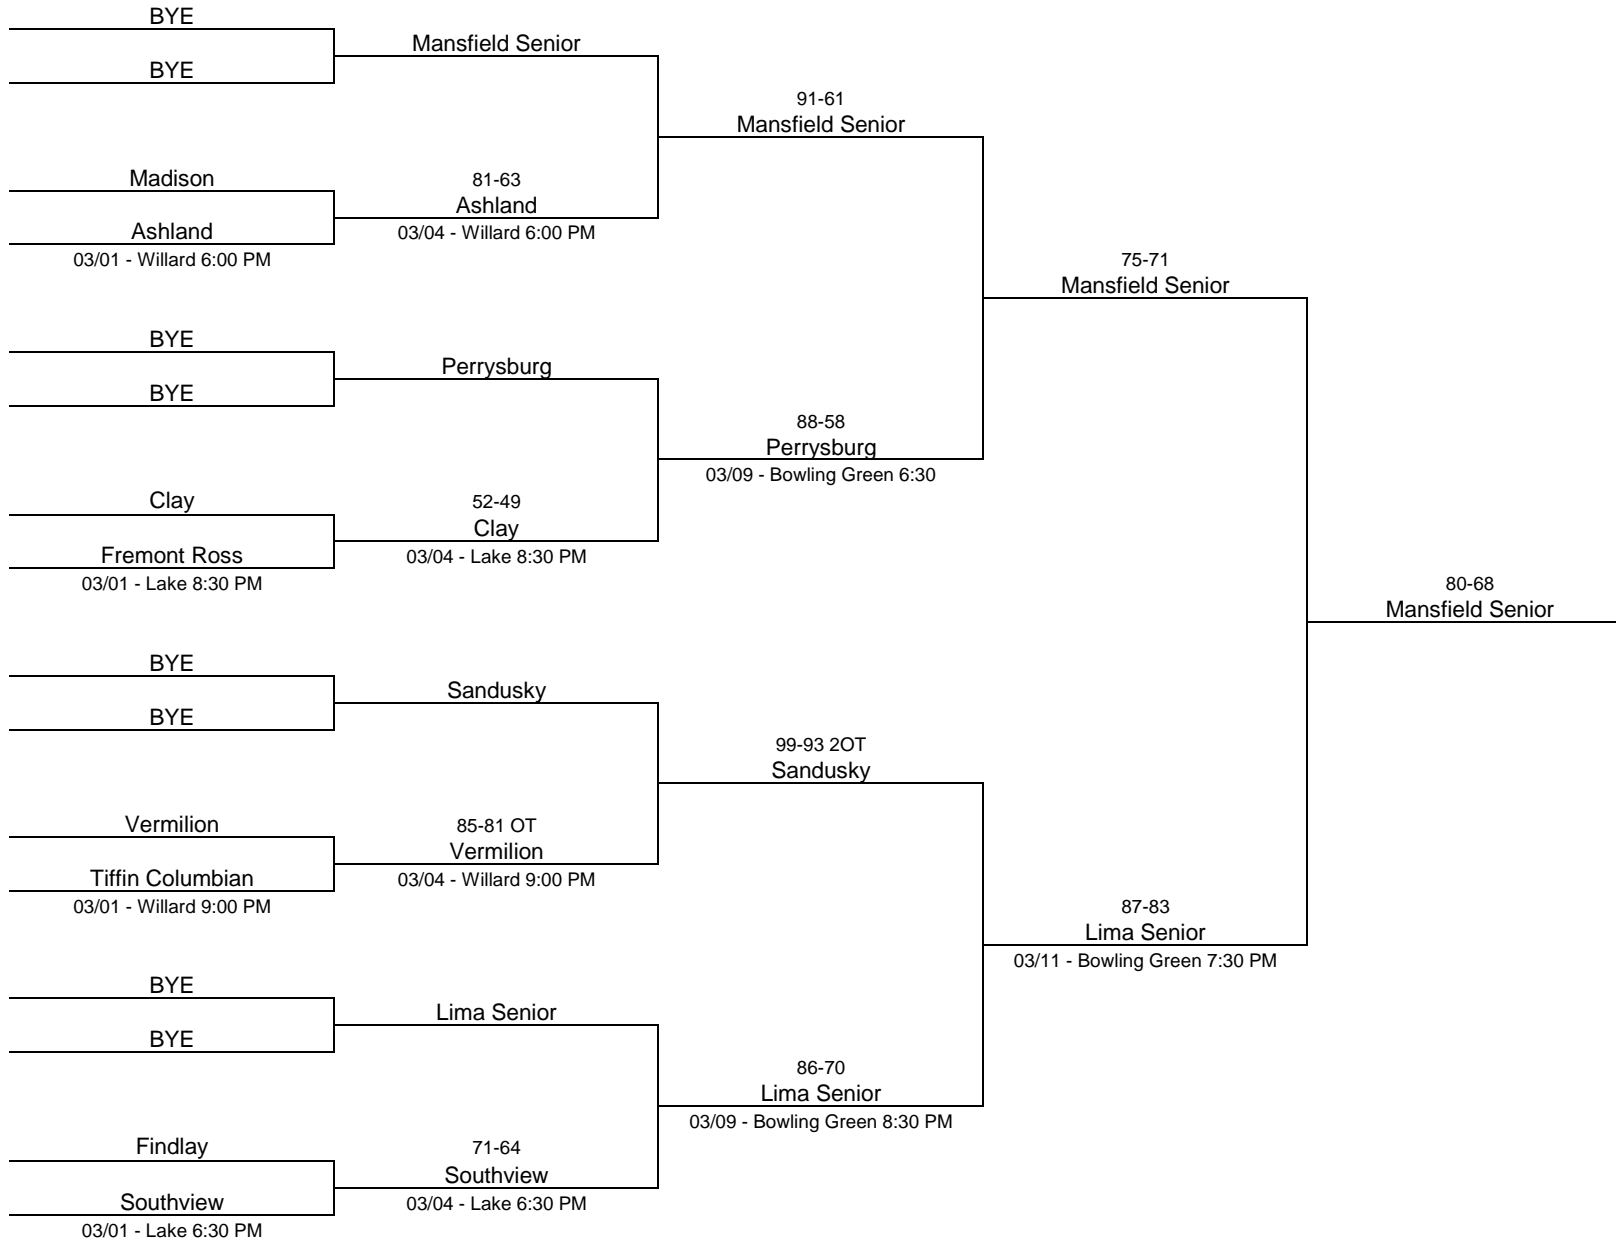 BYE
BYE
Madison
Ashland
03/01 - Willard 6:00 PM
BYE
BYE
Clay
Fremont Ross
03/01 - Lake 8:30 PM
BYE
BYE
Vermilion
Tiffin Columbian
03/01 - Willard 9:00 PM
BYE
BYE
Findlay
Southview
03/01 - Lake 6:30 PM
Mansfield Senior
81-63
Ashland
03/04 - Willard 6:00 PM
Perrysburg
52-49
Clay
03/04 - Lake 8:30 PM
Sandusky
85-81 OT
Vermilion
03/04 - Willard 9:00 PM
Lima Senior
71-64
Southview
03/04 - Lake 6:30 PM
91-61
Mansfield Senior
88-58
Perrysburg
03/09 - Bowling Green 6:30
99-93 2OT
Sandusky
86-70
Lima Senior
03/09 - Bowling Green 8:30 PM
75-71
Mansfield Senior
87-83
Lima Senior
03/11 - Bowling Green 7:30 PM
80-68
Mansfield Senior